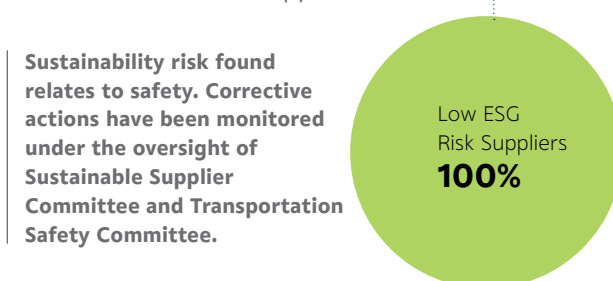 Sustainability risk found
relates to safety. Corrective
actions have been monitored
under the oversight of
Sustainable Supplier
Committee and Transportation
Safety Committee.
Low ESG
Risk Suppliers
100%